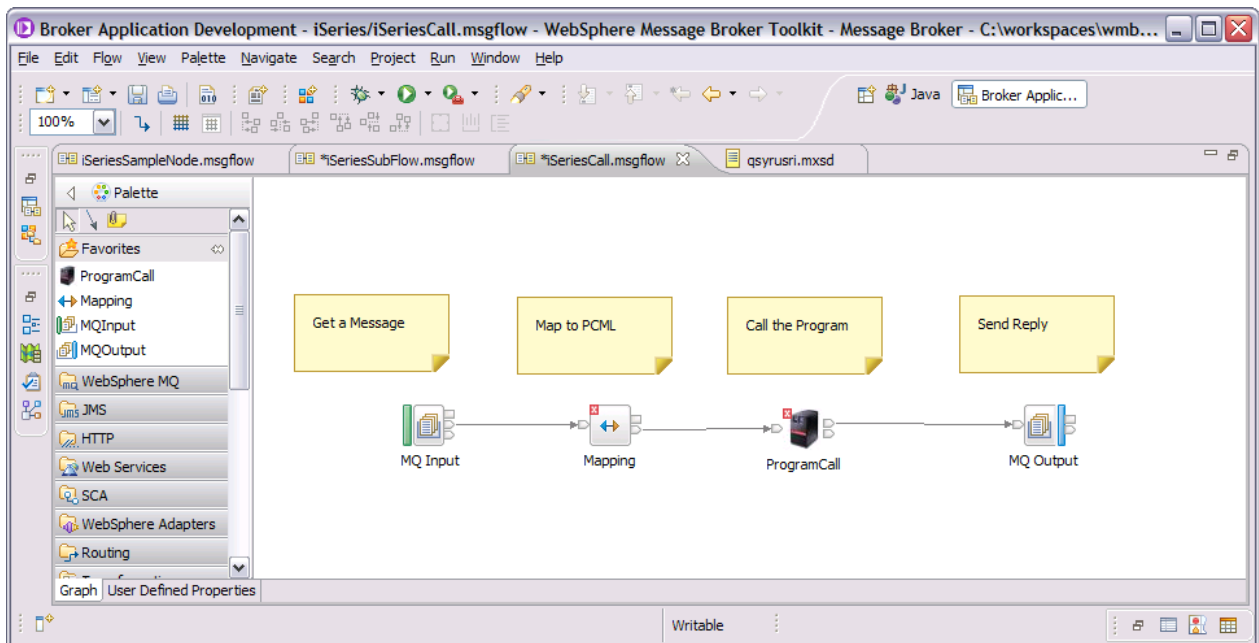 Broker Application Development - iSeries/iSeriesCall.msgflow - WebSphere Message Broker Toolkit - Message Broker - C:\workspaces\wmb...
File Edit Flow View Palette Navigate Search Project Run Window Help
010
Java Broker Applic...
100%
iSeriesSampleNode.msgflow *iSeriesSubFlow.msgflow *iSeriesCall.msgflow qsyrusri.mxsd
Palette
Favorites
ProgramCall
Mapping
MQInput
MQOutput
WebSphere MQ
JMS
HTTP
Web Services
SCA
WebSphere Adapters
Routing
Get a Message
Map to PCML
Call the Program
Send Reply
MQ Input
Mapping
ProgramCall
MQ Output
Graph User Defined Properties
Writable